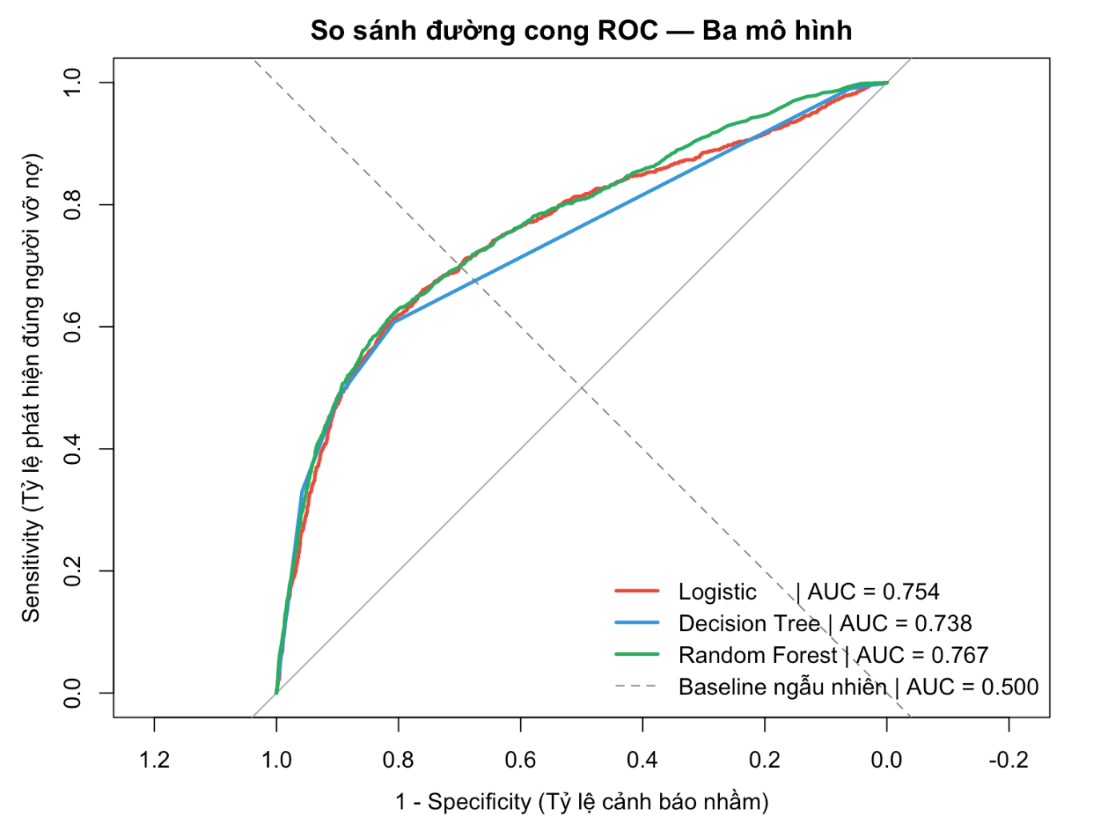 So sánh đường cong ROC — Ba mô hình
Sensitivity (Tỷ lệ phát hiện đúng người vỡ nợ)
1.0
0.8
0.6
0.4
0.2
0.0
Logistic | AUC = 0.754
Decision Tree | AUC = 0.738
Random Forest | AUC = 0.767
Baseline ngẫu nhiên | AUC = 0.500
1.2 1.0 0.8 0.6 0.4 0.2 0.0 -0.2
1 - Specificity (Tỷ lệ cảnh báo nhầm)